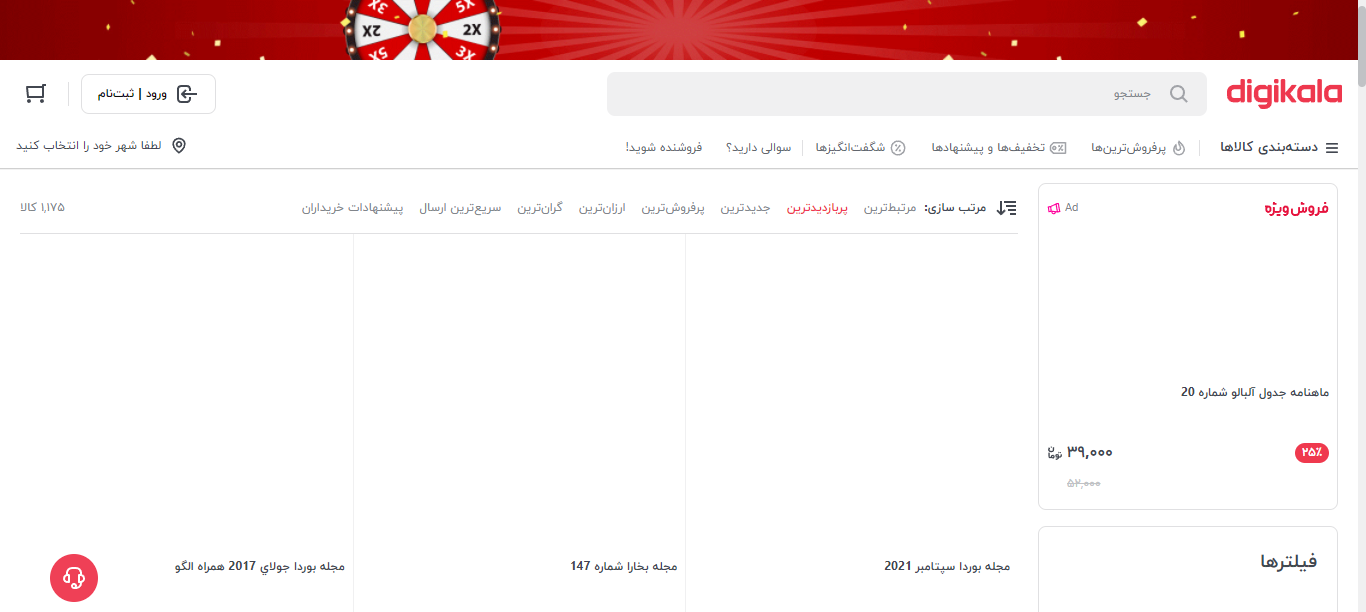 2X
5X
3X
5X
2X
3X
digikala
جستجو
ورود | ثبت‌نام
دسته‌بندی کالاها
پرفروش‌ترین‌ها
تخفیف‌ها و پیشنهادها
شگفت‌انگیزها
سوالی دارید؟
فروشنده شوید!
لطفا شهر خود را انتخاب کنید
فروش ویژه
Ad
مرتب سازی: مرتبط‌ترین پربازدیدترین جدیدترین پرفروش‌ترین ارزان‌ترین گران‌ترین سریع‌ترین ارسال پیشنهادات خریداران
۱,۱۷۵ کالا
ماهنامه جدول آلبالو شماره 20
۲۵٪
۳۹,۰۰۰ تومان
۵۲,۰۰۰
فیلترها
مجله بوردا سپتامبر 2021
مجله بخارا شماره 147
مجله بوردا جولاي 2017 همراه الگو